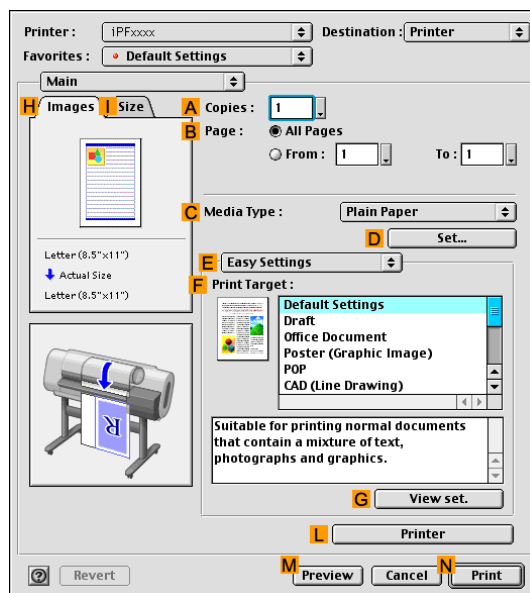 Printer : iPFxxxx Destination : Printer
Favorites : Default Settings
Main
H Images I Size
A Copies : 1
B Page : All Pages
From : 1 To : 1
C Media Type : Plain Paper
D Set...
Letter (8.5"x11")
Actual Size
Letter (8.5"x11")
E Easy Settings
F Print Target :
Default Settings
Draft
Office Document
Poster (Graphic Image)
POP
CAD (Line Drawing)
R
Suitable for printing normal documents
that contain a mixture of text,
photographs and graphics.
G View set.
L Printer
? Revert M Preview Cancel N Print